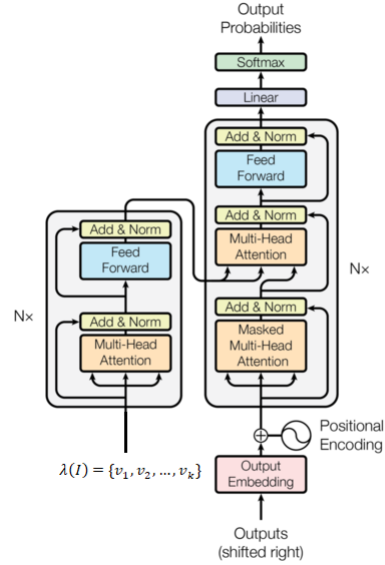 Output
Probabilities
Softmax
Linear
Add & Norm
Feed
Forward
Add & Norm
Multi-Head
Attention
Nx
Add & Norm
Masked
Multi-Head
Attention
Add & Norm
Feed
Forward
Nx
Add & Norm
Multi-Head
Attention
λ(I) = {v₁, v₂, ..., vₖ}
Positional
Encoding
Output
Embedding
Outputs
(shifted right)